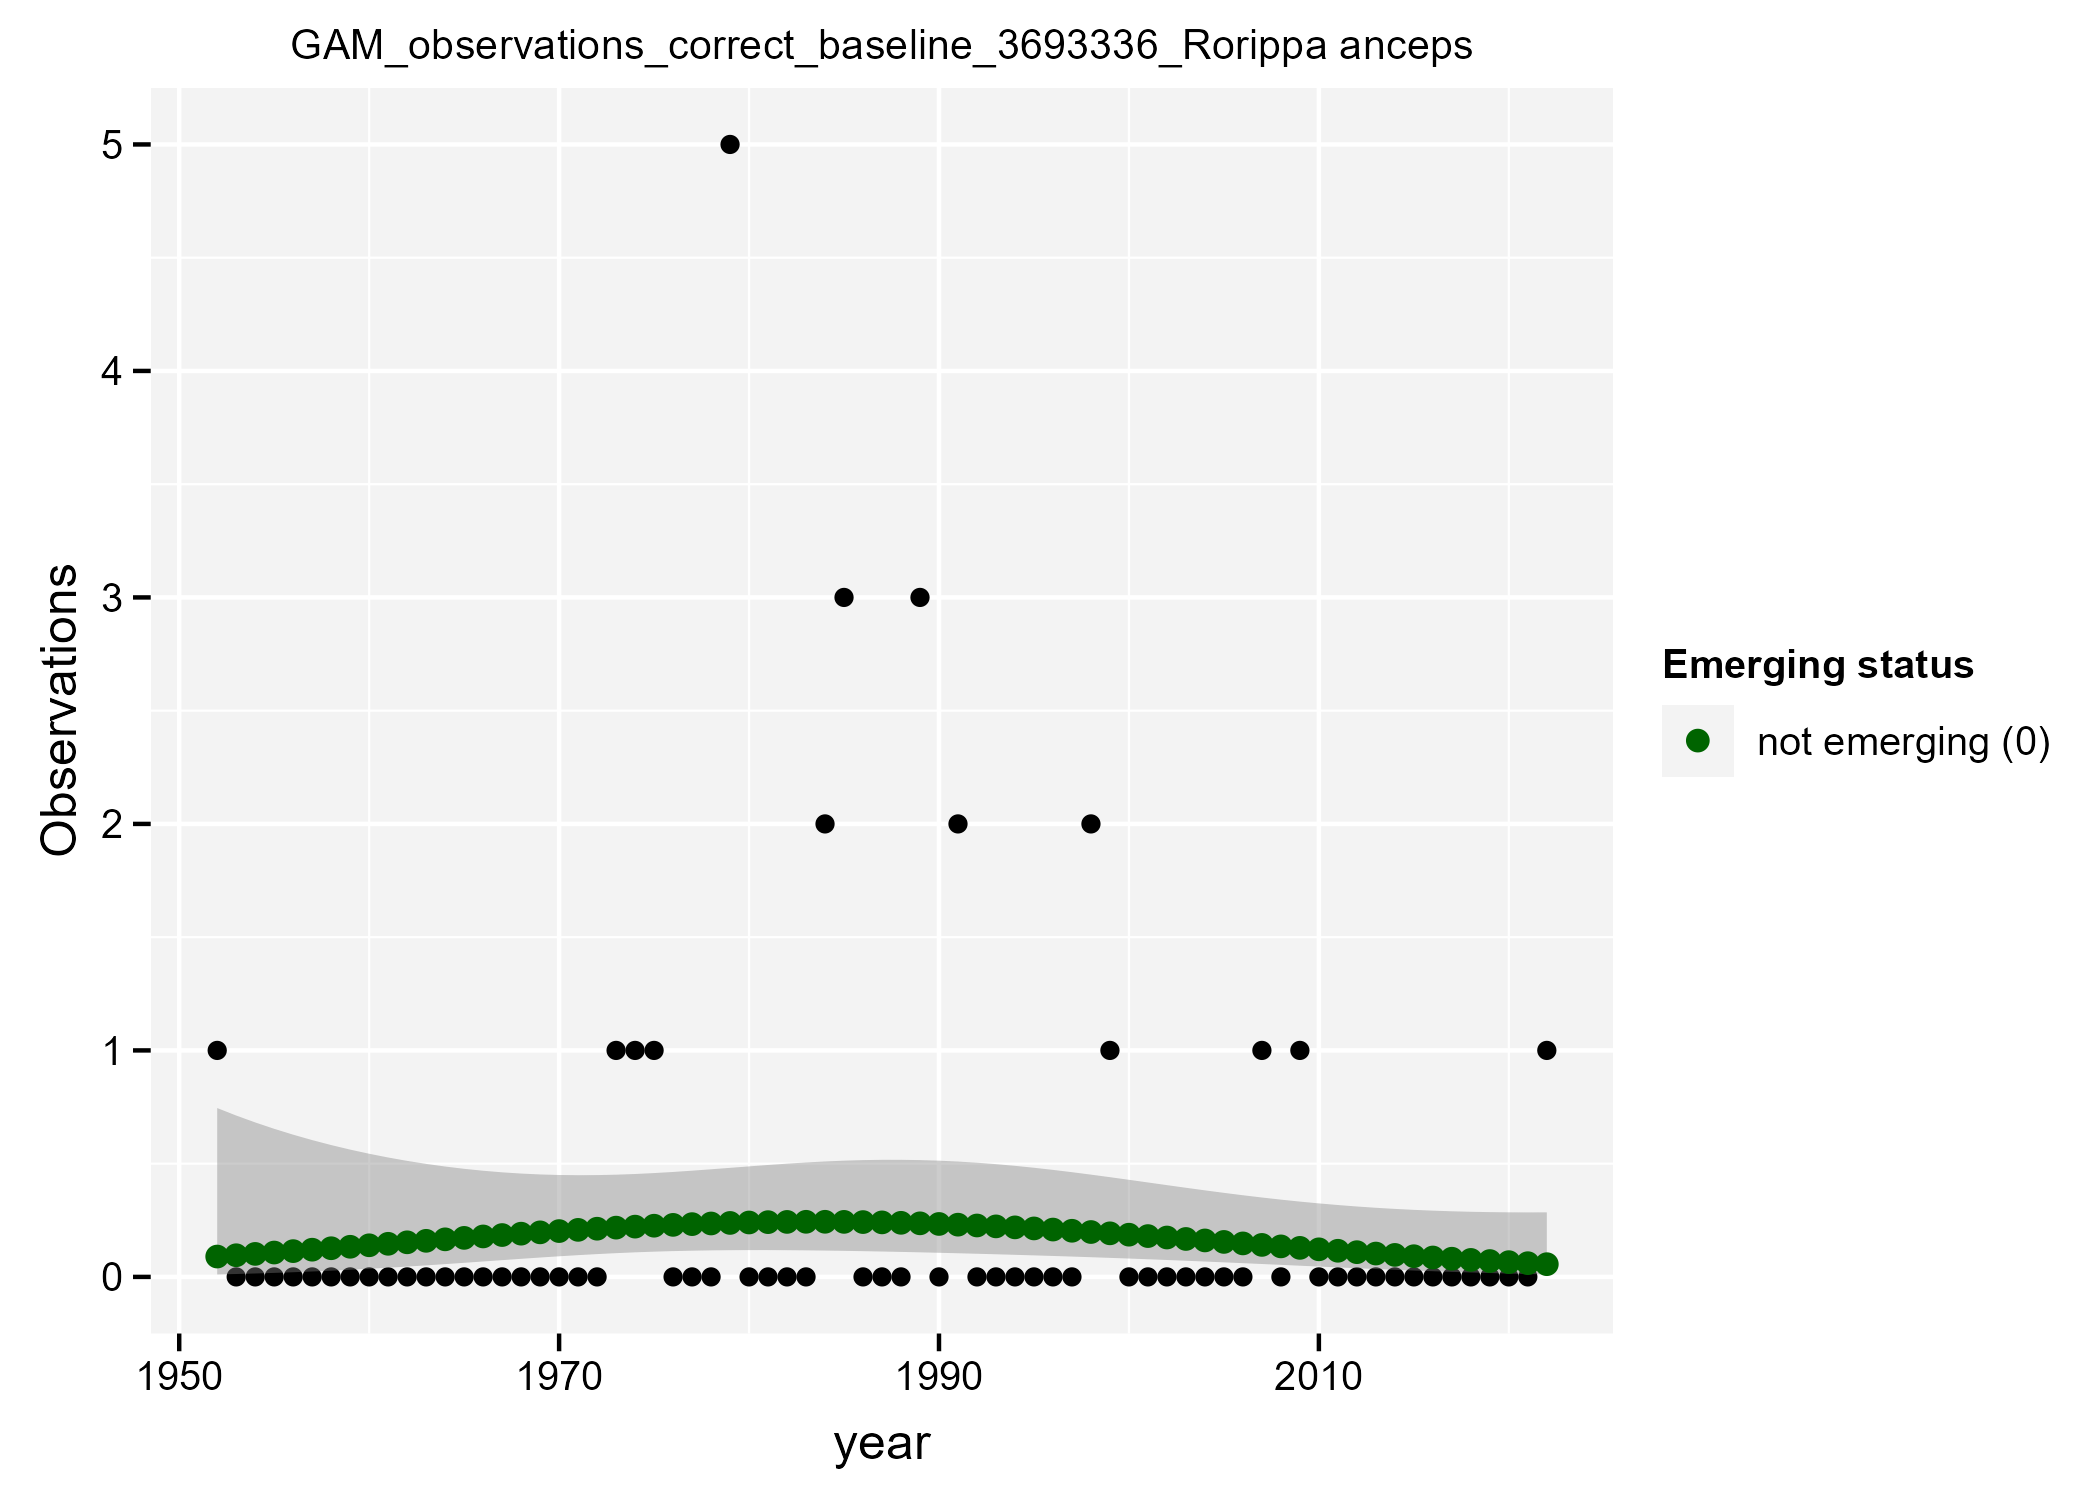 GAM_observations_correct_baseline_3693336_Rorippa anceps
5
4
3
2
1
0
Observations
1950 1970 1990 2010
year
Emerging status
not emerging (0)